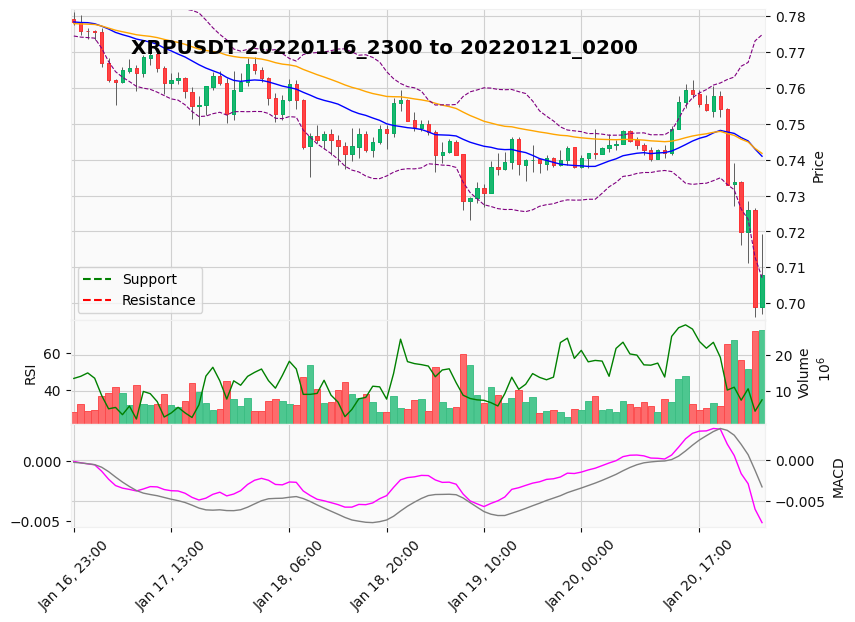 XRPUSDT 20220116_2300 to 20220121_0200
0.78
0.77
0.76
0.75
0.74
0.73
0.72
0.71
0.70
Price
Support
Resistance
RSI
60
40
20
10
Volume
10^6
0.000
−0.005
0.000
−0.005
MACD
Jan 16, 23:00
Jan 17, 13:00
Jan 18, 06:00
Jan 18, 20:00
Jan 19, 10:00
Jan 20, 00:00
Jan 20, 17:00